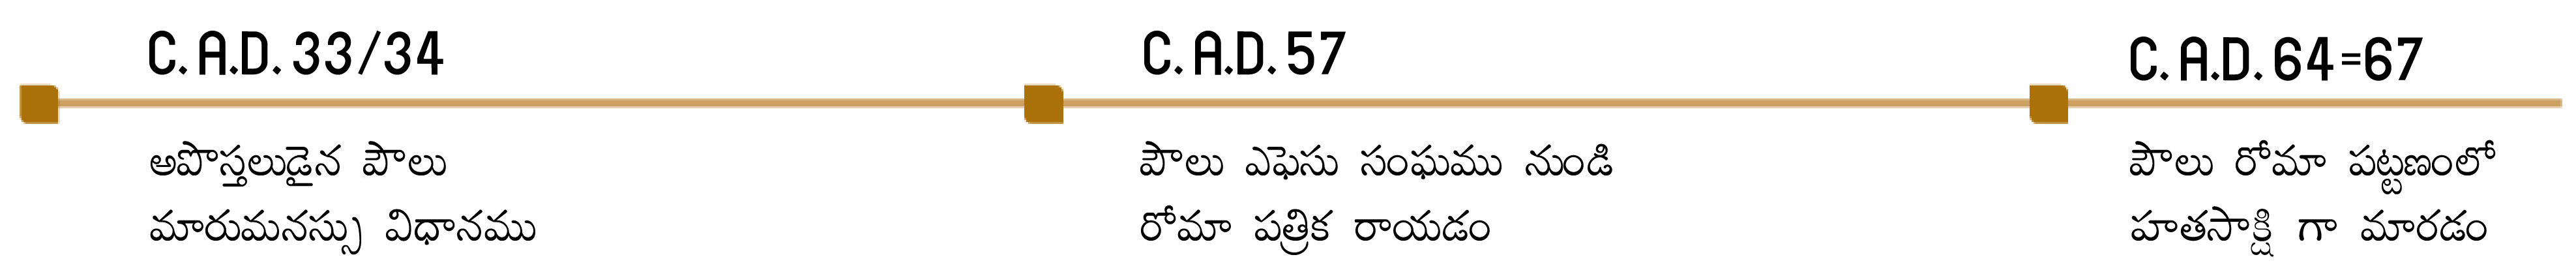 C. A.D. 33/34
అపొస్తలుడైన పౌలు
మారుమనస్సు విధానము
C. A.D. 57
పౌలు ఎఫెసు సంఘము నుండి
రోమా పత్రిక రాయడం
C. A.D. 64=67
పౌలు రోమా పట్టణంలో
హతసాక్షి గా మారడం